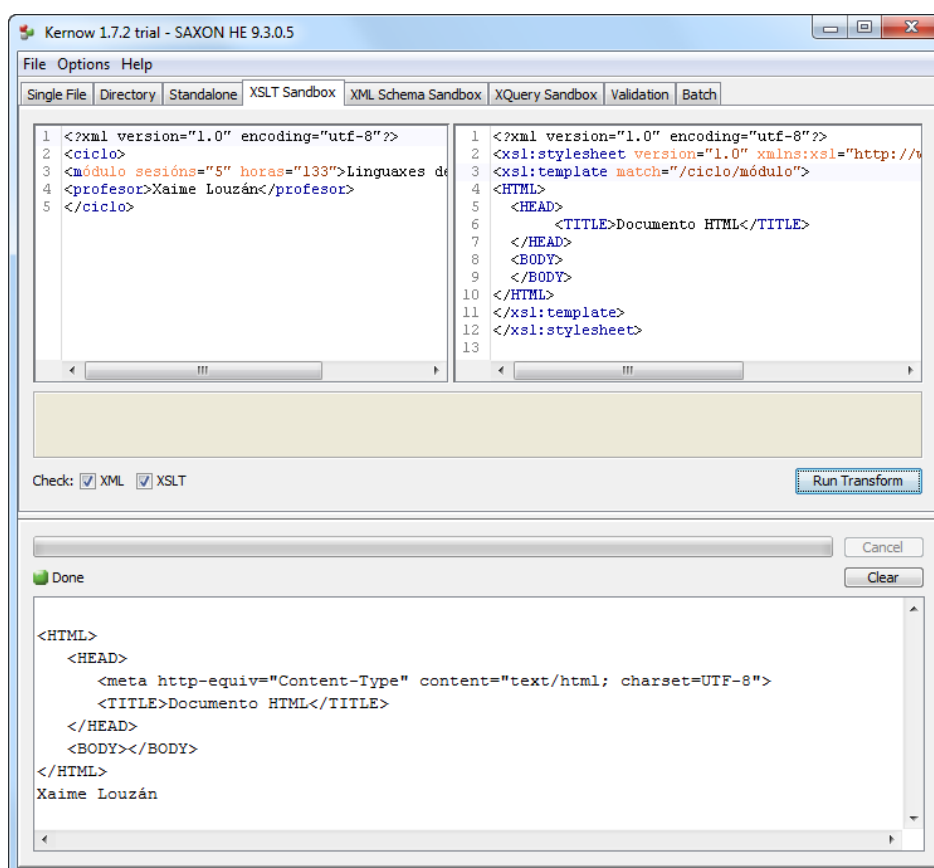 Kernow 1.7.2 trial - SAXON HE 9.3.0.5
File Options Help
Single File Directory Standalone XSLT Sandbox XML Schema Sandbox XQuery Sandbox Validation Batch
1 <?xml version="1.0" encoding="utf-8"?>
2 <ciclo>
3 <módulo sesións="5" horas="133">Linguaxes de
4 <profesor>Xaime Louzán</profesor>
5 </ciclo>
1 <?xml version="1.0" encoding="utf-8"?>
2 <xsl:stylesheet version="1.0" xmlns:xsl="http://w
3 <xsl:template match="/ciclo/módulo">
4 <HTML>
5 <HEAD>
6 <TITLE>Documento HTML</TITLE>
7 </HEAD>
8 <BODY>
9 </BODY>
10 </HTML>
11 </xsl:template>
12 </xsl:stylesheet>
13
Check: XML XSLT
Run Transform
Cancel
Done
Clear
<HTML>
<HEAD>
<meta http-equiv="Content-Type" content="text/html; charset=UTF-8">
<TITLE>Documento HTML</TITLE>
</HEAD>
<BODY></BODY>
</HTML>
Xaime Louzán